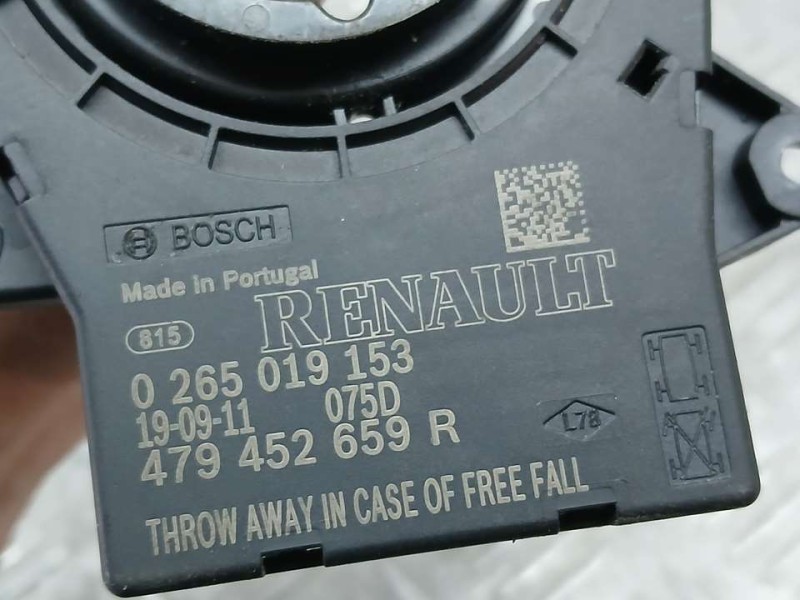 BOSCH
Made in Portugal
RENAULT
815
0 265 019 153
19-09-11 075D
479 452 659 R
L78
THROW AWAY IN CASE OF FREE FALL